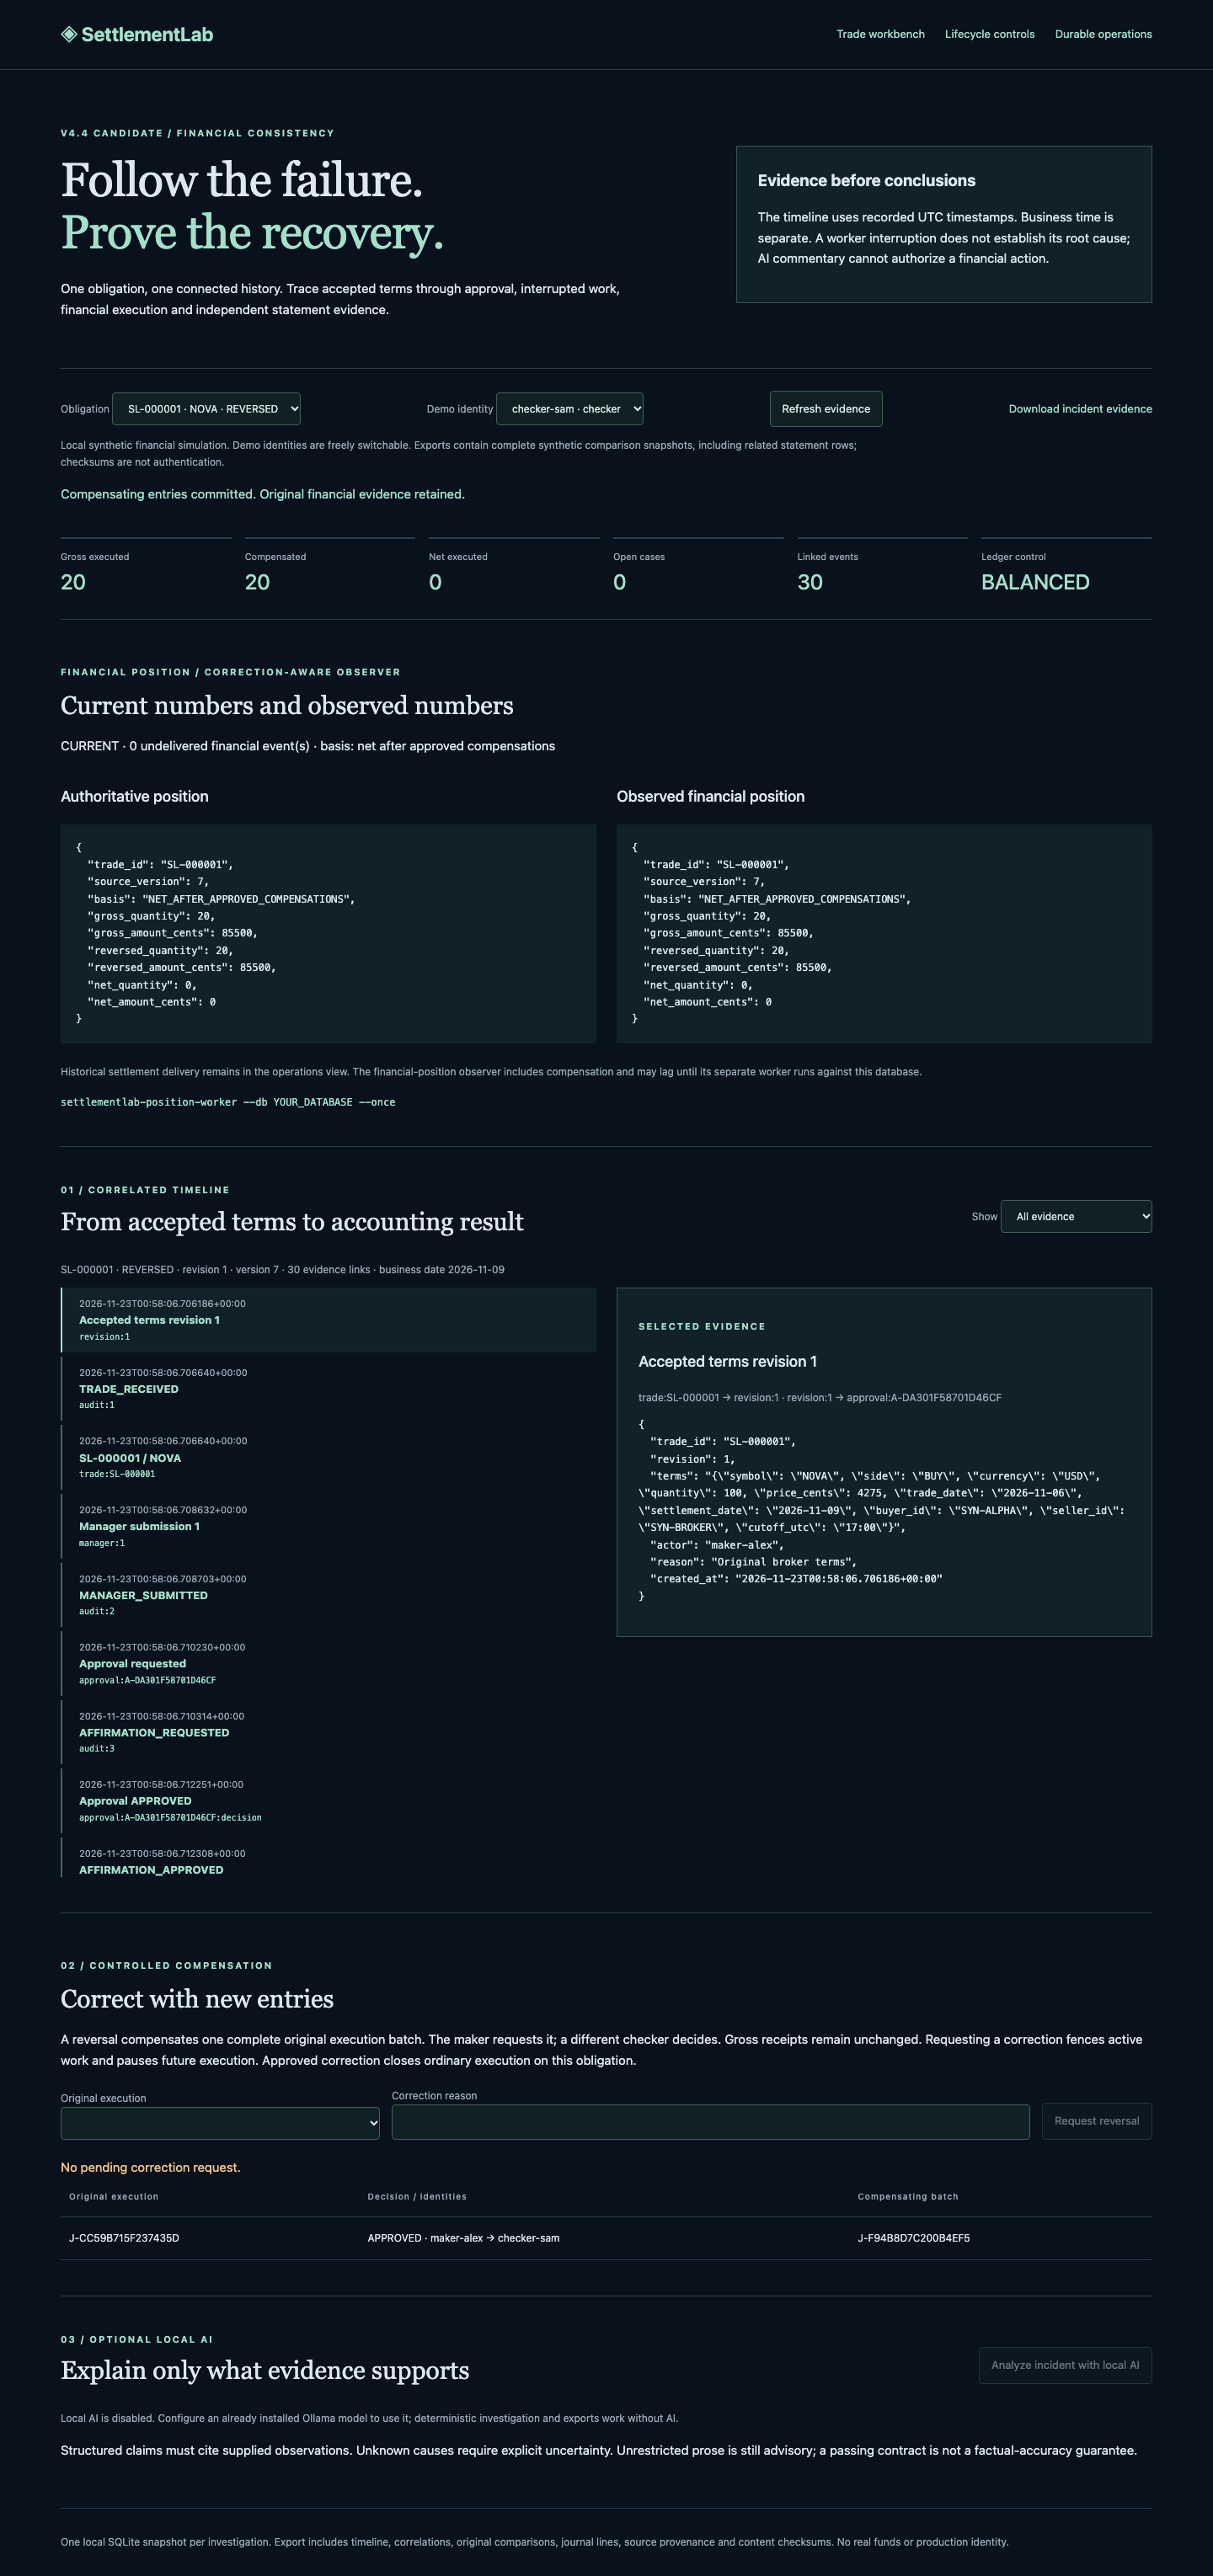 ◈ SettlementLab
Trade workbench Lifecycle controls Durable operations
V4.4 CANDIDATE / FINANCIAL CONSISTENCY
Follow the failure.
Prove the recovery.
One obligation, one connected history. Trace accepted terms through approval, interrupted work,
financial execution and independent statement evidence.
Evidence before conclusions
The timeline uses recorded UTC timestamps. Business time is
separate. A worker interruption does not establish its root cause;
AI commentary cannot authorize a financial action.
Obligation SL-000001 · NOVA · REVERSED Demo identity checker-sam · checker Refresh evidence Download incident evidence
Local synthetic financial simulation. Demo identities are freely switchable. Exports contain complete synthetic comparison snapshots, including related statement rows;
checksums are not authentication.
Compensating entries committed. Original financial evidence retained.
Gross executed Compensated Net executed Open cases Linked events Ledger control
20 20 0 0 30 BALANCED
FINANCIAL POSITION / CORRECTION-AWARE OBSERVER
Current numbers and observed numbers
CURRENT · 0 undelivered financial event(s) · basis: net after approved compensations
Authoritative position
{
"trade_id": "SL-000001",
"source_version": 7,
"basis": "NET_AFTER_APPROVED_COMPENSATIONS",
"gross_quantity": 20,
"gross_amount_cents": 85500,
"reversed_quantity": 20,
"reversed_amount_cents": 85500,
"net_quantity": 0,
"net_amount_cents": 0
}
Observed financial position
{
"trade_id": "SL-000001",
"source_version": 7,
"basis": "NET_AFTER_APPROVED_COMPENSATIONS",
"gross_quantity": 20,
"gross_amount_cents": 85500,
"reversed_quantity": 20,
"reversed_amount_cents": 85500,
"net_quantity": 0,
"net_amount_cents": 0
}
Historical settlement delivery remains in the operations view. The financial-position observer includes compensation and may lag until its separate worker runs against this database.
settlementlab-position-worker --db YOUR_DATABASE --once
01 / CORRELATED TIMELINE
From accepted terms to accounting result
Show All evidence
SL-000001 · REVERSED · revision 1 · version 7 · 30 evidence links · business date 2026-11-09
2026-11-23T00:58:06.706186+00:00
Accepted terms revision 1
revision:1
2026-11-23T00:58:06.706640+00:00
TRADE_RECEIVED
audit:1
2026-11-23T00:58:06.706640+00:00
SL-000001 / NOVA
trade:SL-000001
2026-11-23T00:58:06.708632+00:00
Manager submission 1
manager:1
2026-11-23T00:58:06.708703+00:00
MANAGER_SUBMITTED
audit:2
2026-11-23T00:58:06.710230+00:00
Approval requested
approval:A-DA301F58701D46CF
2026-11-23T00:58:06.710314+00:00
AFFIRMATION_REQUESTED
audit:3
2026-11-23T00:58:06.712251+00:00
Approval APPROVED
approval:A-DA301F58701D46CF:decision
2026-11-23T00:58:06.712308+00:00
AFFIRMATION_APPROVED
SELECTED EVIDENCE
Accepted terms revision 1
trade:SL-000001 → revision:1 · revision:1 → approval:A-DA301F58701D46CF
{
"trade_id": "SL-000001",
"revision": 1,
"terms": "{\"symbol\": \"NOVA\", \"side\": \"BUY\", \"currency\": \"USD\",
\"quantity\": 100, \"price_cents\": 4275, \"trade_date\": \"2026-11-06\",
\"settlement_date\": \"2026-11-09\", \"buyer_id\": \"SYN-ALPHA\", \"seller_id\":
\"SYN-BROKER\", \"cutoff_utc\": \"17:00\"}",
"actor": "maker-alex",
"reason": "Original broker terms",
"created_at": "2026-11-23T00:58:06.706186+00:00"
}
02 / CONTROLLED COMPENSATION
Correct with new entries
A reversal compensates one complete original execution batch. The maker requests it; a different checker decides. Gross receipts remain unchanged. Requesting a correction fences active
work and pauses future execution. Approved correction closes ordinary execution on this obligation.
Original execution Correction reason
Request reversal
No pending correction request.
Original execution Decision / identities Compensating batch
J-CC59B715F237435D APPROVED · maker-alex → checker-sam J-F94B8D7C200B4EF5
03 / OPTIONAL LOCAL AI
Explain only what evidence supports
Analyze incident with local AI
Local AI is disabled. Configure an already installed Ollama model to use it; deterministic investigation and exports work without AI.
Structured claims must cite supplied observations. Unknown causes require explicit uncertainty. Unrestricted prose is still advisory; a passing contract is not a factual-accuracy guarantee.
One local SQLite snapshot per investigation. Export includes timeline, correlations, original comparisons, journal lines, source provenance and content checksums. No real funds or production identity.